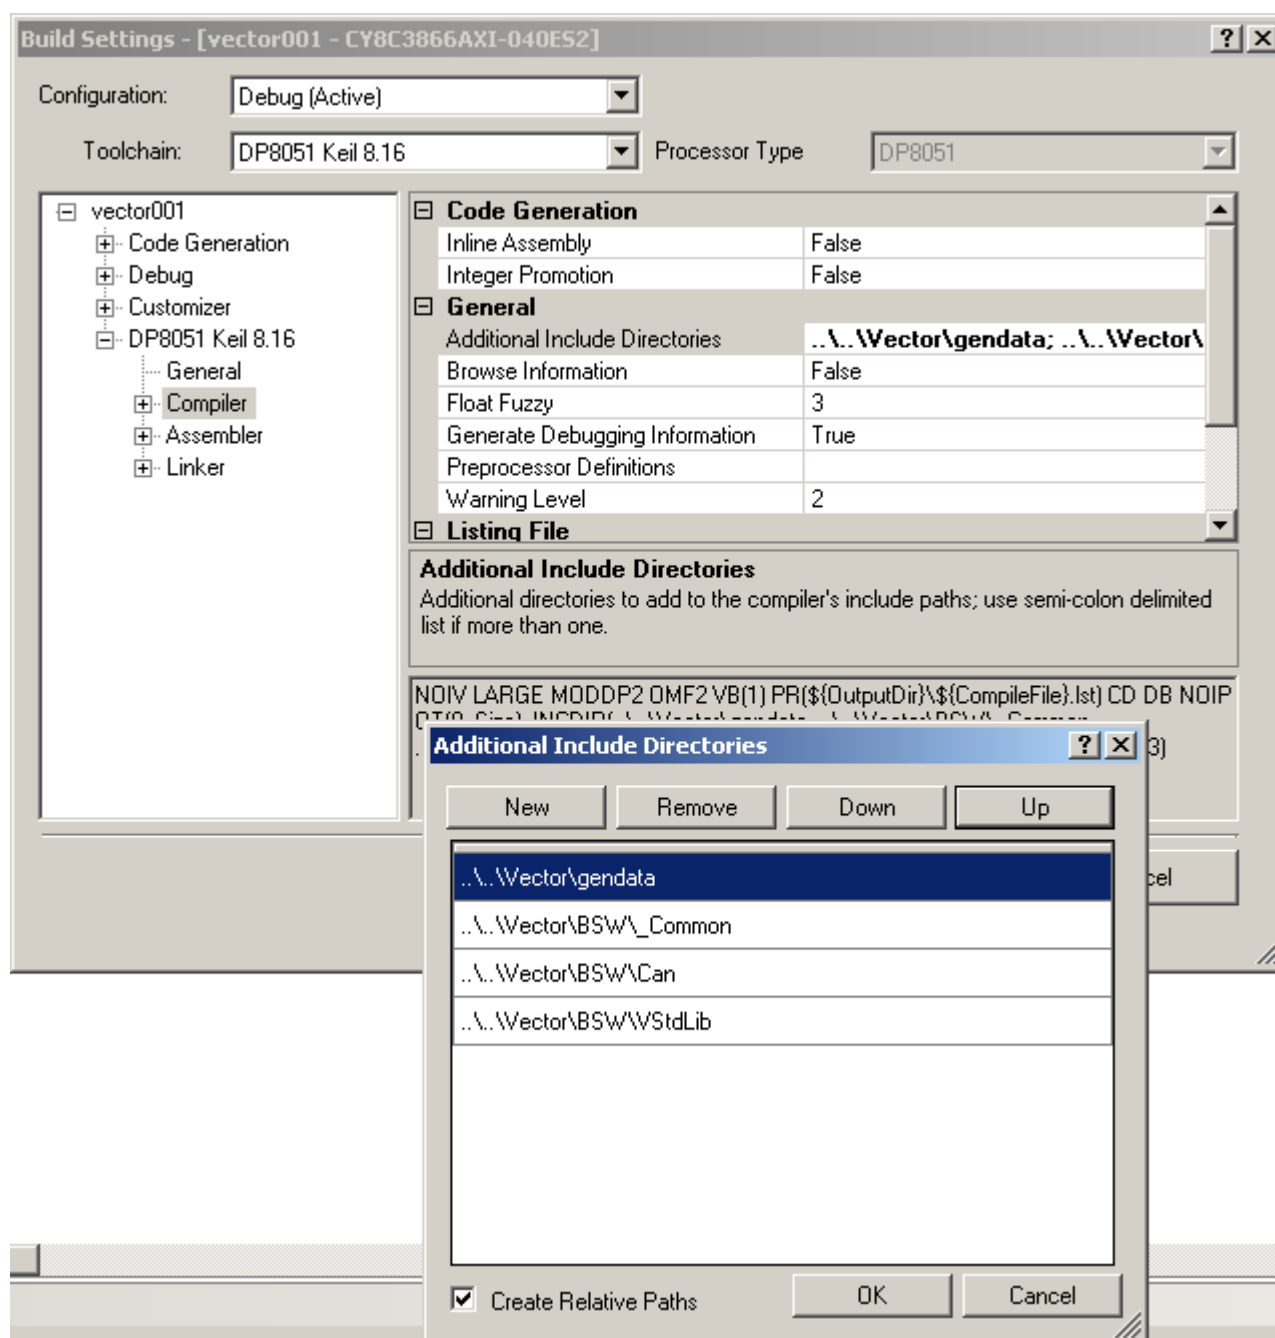 Build Settings - [vector001 - CY8C3866AXI-040ES2]
Configuration: Debug (Active)
Toolchain: DP8051 Keil 8.16 Processor Type DP8051
vector001
Code Generation
Debug
Customizer
DP8051 Keil 8.16
General
Compiler
Assembler
Linker
Code Generation
Inline Assembly False
Integer Promotion False
General
Additional Include Directories ..\..\Vector\gendata; ..\..\Vector\
Browse Information False
Float Fuzzy 3
Generate Debugging Information True
Preprocessor Definitions
Warning Level 2
Listing File
Additional Include Directories
Additional directories to add to the compiler's include paths; use semi-colon delimited
list if more than one.
NOIV LARGE MODDP2 OMF2 VB(1) PR(${OutputDir}\${CompileFile}.lst) CD DB NOIP
3)
Additional Include Directories
New Remove Down Up
..\..\Vector\gendata
..\..\Vector\BSW\_Common
..\..\Vector\BSW\Can
..\..\Vector\BSW\VStdLib
Create Relative Paths OK Cancel